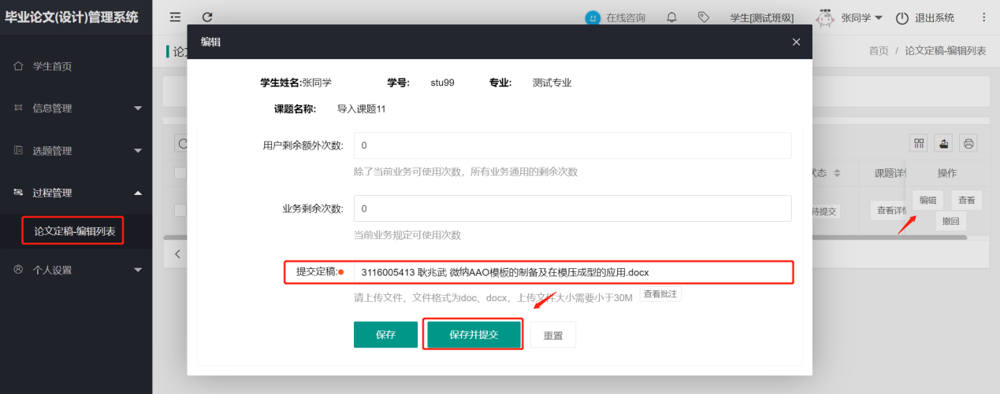 毕业论文(设计)管理系统
在线咨询
学生[测试班级]
张同学
退出系统
学生首页
信息管理
选题管理
过程管理
论文定稿-编辑列表
个人设置
首页 / 论文定稿-编辑列表
编辑
学生姓名:张同学 学号: stu99 专业: 测试专业
课题名称: 导入课题11
用户剩余额外次数: 0
除了当前业务可使用次数，所有业务通用的剩余次数
业务剩余次数: 0
当前业务规定可使用次数
提交定稿: 3116005413 耿兆武 微纳AAO模板的制备及在模压成型的应用.docx
请上传文件，文件格式为doc、docx，上传文件大小需要小于30M 查看批注
保存 保存并提交 重置
课题详 操作
待提交 查看详 编辑 查看
撤回